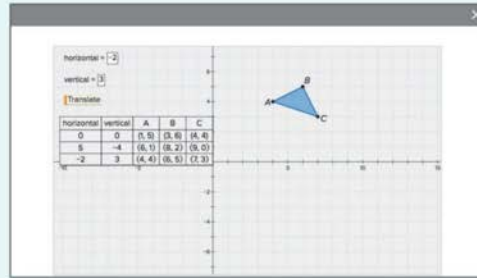 horizontal = -2
vertical = 3
Translate
horizontal vertical A B C
0 0 (1, 5) (3, 6) (4, 4)
5 -4 (6, 1) (8, 2) (9, 0)
-2 3 (4, 4) (6, 5) (7, 3)
B
A
C